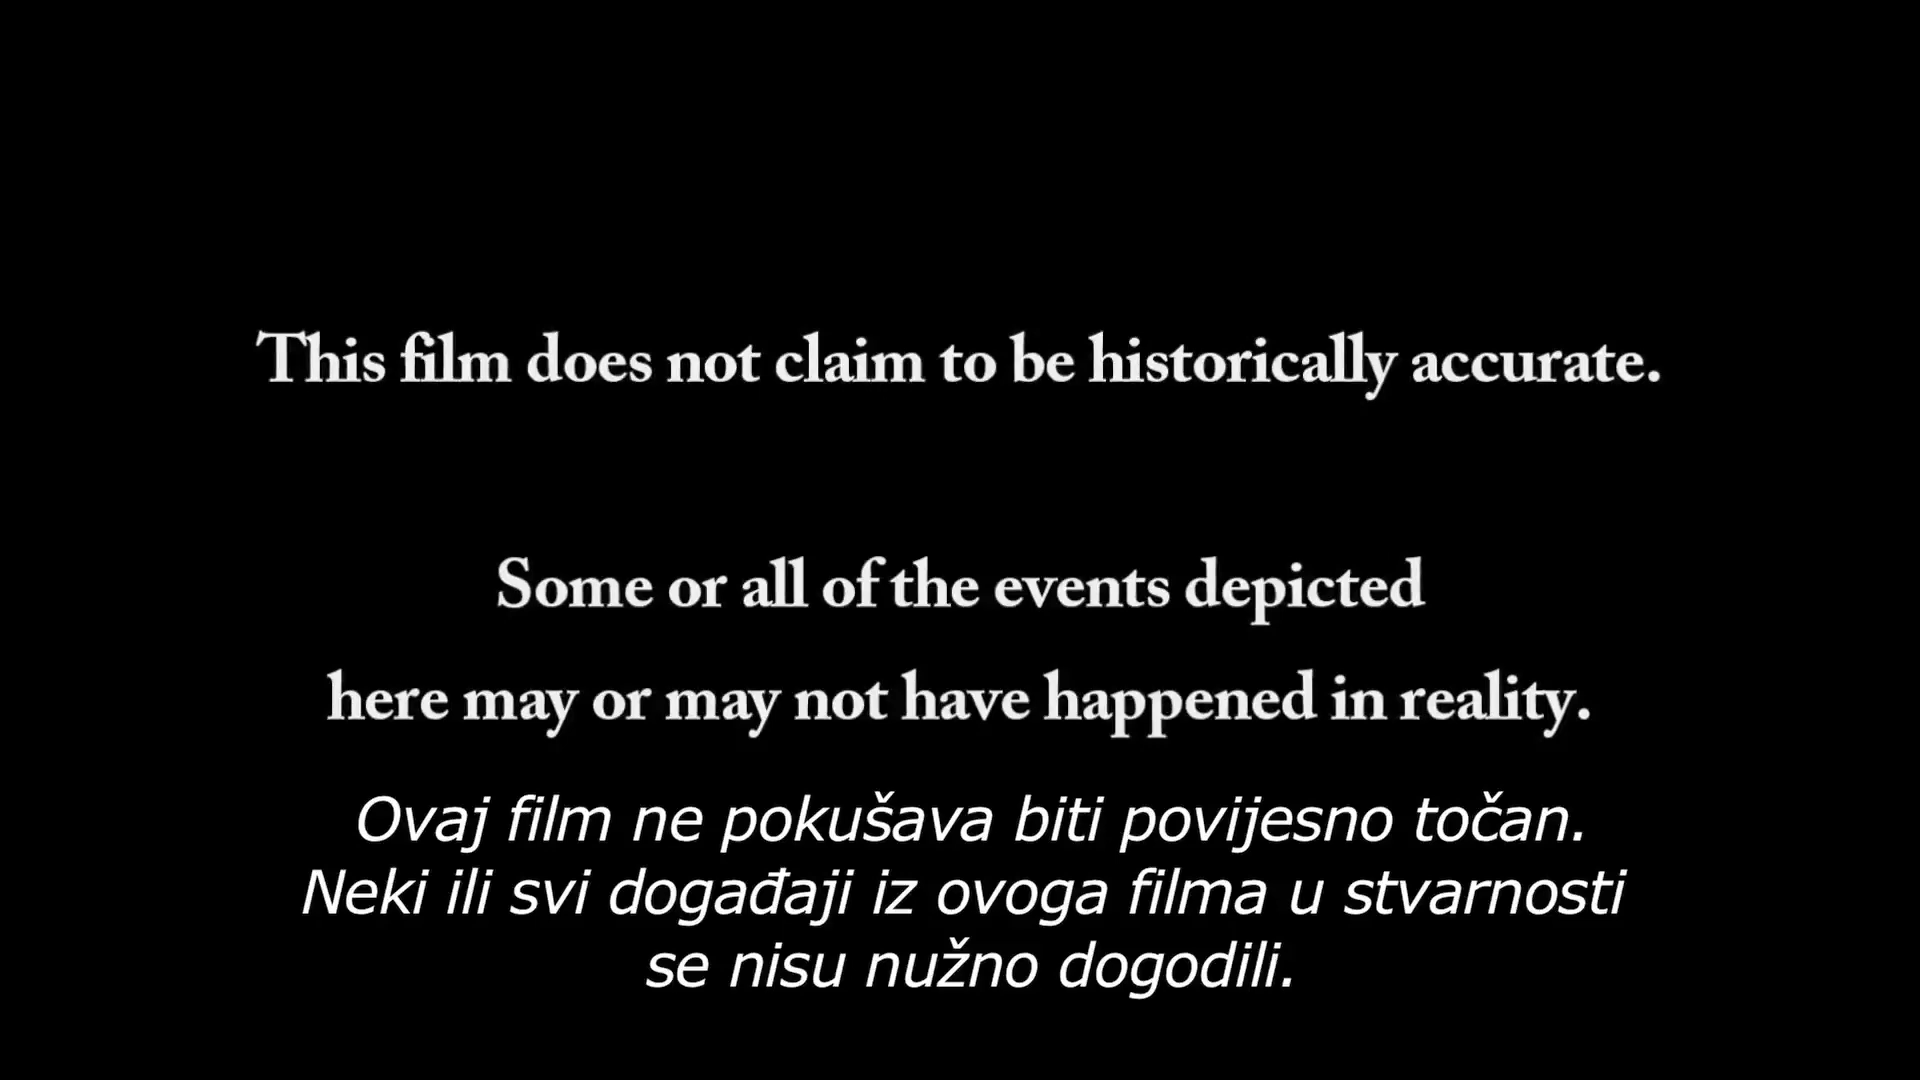 This film does not claim to be historically accurate.
Some or all of the events depicted
here may or may not have happened in reality.
Ovaj film ne pokušava biti povijesno točan.
Neki ili svi događaji iz ovoga filma u stvarnosti
se nisu nužno dogodili.